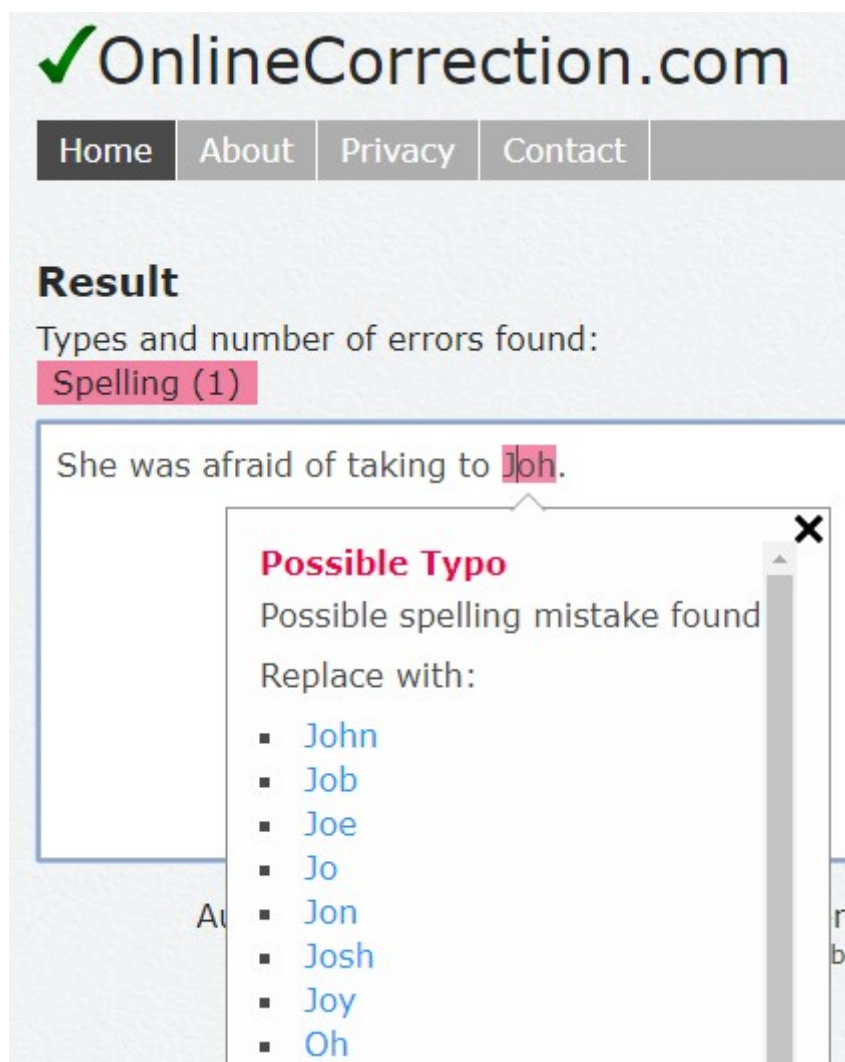 OnlineCorrection.com
Home About Privacy Contact
Result
Types and number of errors found:
Spelling (1)
She was afraid of taking to Joh.
Possible Typo
Possible spelling mistake found
Replace with:
John
Job
Joe
Jo
Jon
Josh
Joy
Oh